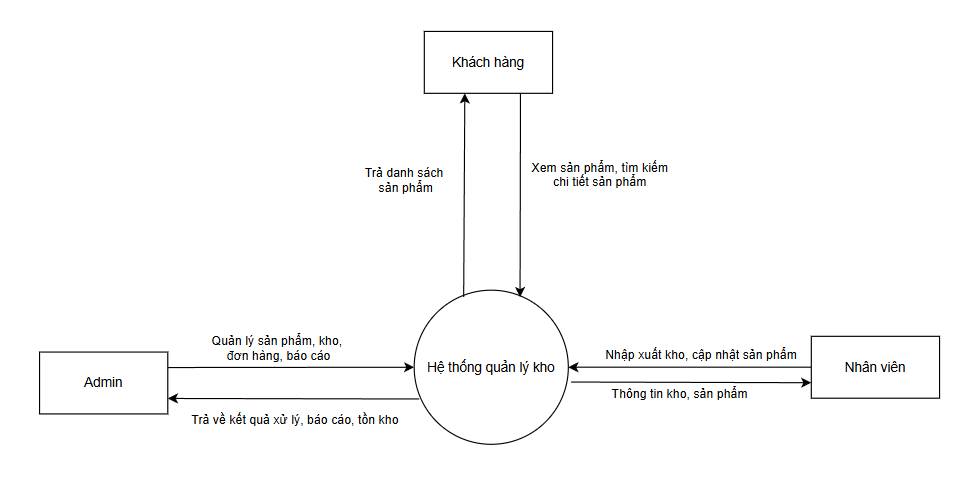 Khách hàng
Trả danh sách
sản phẩm
Xem sản phẩm, tìm kiếm
chi tiết sản phẩm
Quản lý sản phẩm, kho,
đơn hàng, báo cáo
Admin
Trả về kết quả xử lý, báo cáo, tồn kho
Hệ thống quản lý kho
Nhập xuất kho, cập nhật sản phẩm
Thông tin kho, sản phẩm
Nhân viên